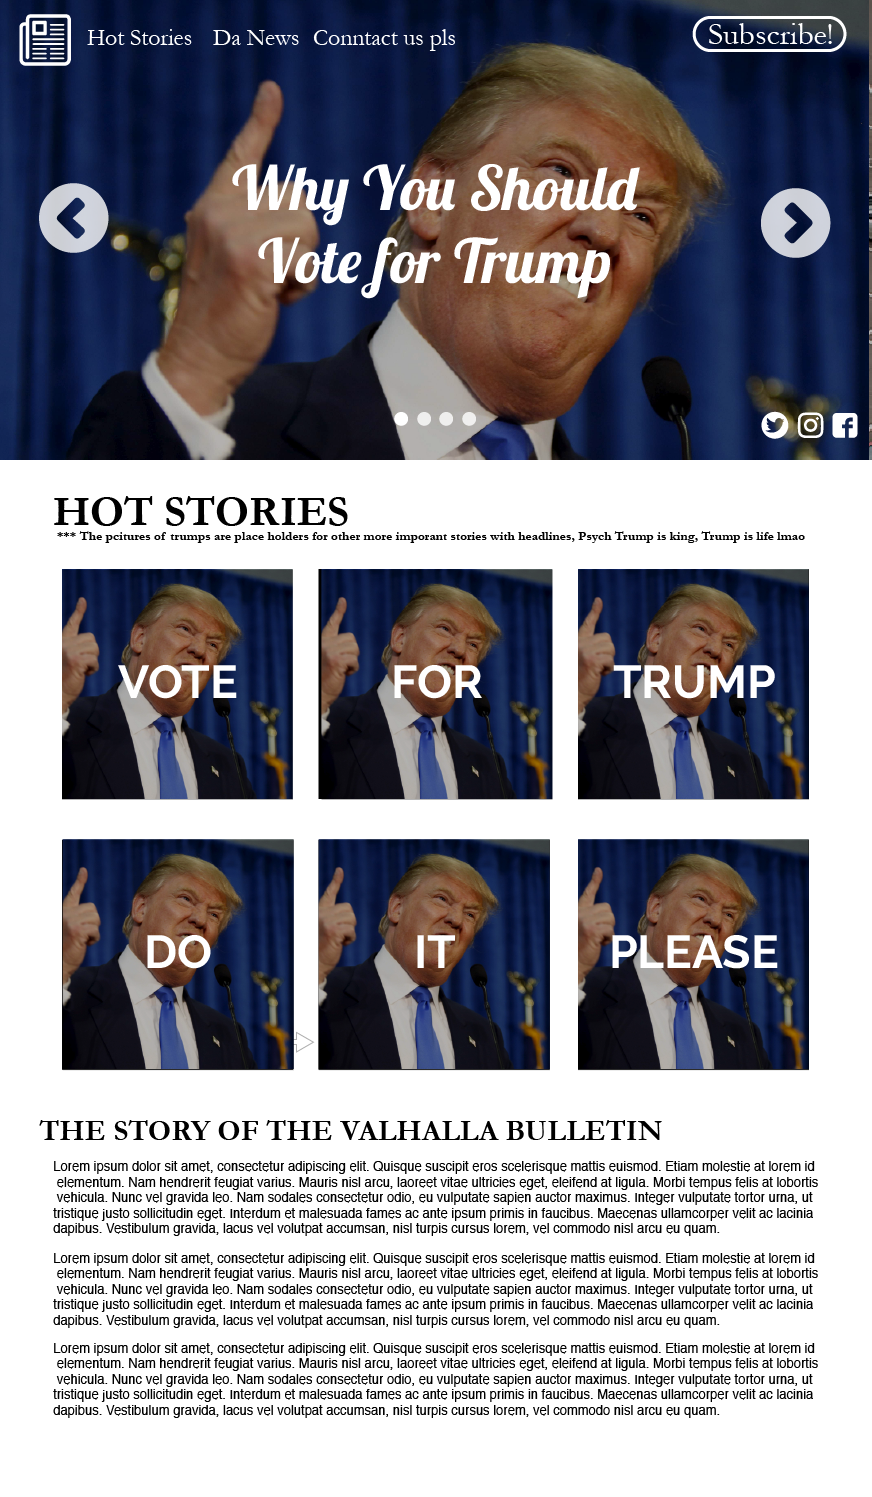 Hot Stories Da News Conntact us pls Subscribe!
Why You Should
Vote for Trump
HOT STORIES
*** The pcitures of trumps are place holders for other more imporant stories with headlines, Psych Trump is king, Trump is life lmao
VOTE FOR TRUMP
DO IT PLEASE
THE STORY OF THE VALHALLA BULLETIN
Lorem ipsum dolor sit amet, consectetur adipiscing elit. Quisque suscipit eros scelerisque mattis euismod. Etiam molestie at lorem id
elementum. Nam hendrerit feugiat varius. Mauris nisl arcu, laoreet vitae ultricies eget, eleifend at ligula. Morbi tempus felis at lobortis
vehicula. Nunc vel gravida leo. Nam sodales consectetur odio, eu vulputate sapien auctor maximus. Integer vulputate tortor urna, ut
tristique justo sollicitudin eget. Interdum et malesuada fames ac ante ipsum primis in faucibus. Maecenas ullamcorper velit ac lacinia
dapibus. Vestibulum gravida, lacus vel volutpat accumsan, nisl turpis cursus lorem, vel commodo nisl arcu eu quam.
Lorem ipsum dolor sit amet, consectetur adipiscing elit. Quisque suscipit eros scelerisque mattis euismod. Etiam molestie at lorem id
elementum. Nam hendrerit feugiat varius. Mauris nisl arcu, laoreet vitae ultricies eget, eleifend at ligula. Morbi tempus felis at lobortis
vehicula. Nunc vel gravida leo. Nam sodales consectetur odio, eu vulputate sapien auctor maximus. Integer vulputate tortor urna, ut
tristique justo sollicitudin eget. Interdum et malesuada fames ac ante ipsum primis in faucibus. Maecenas ullamcorper velit ac lacinia
dapibus. Vestibulum gravida, lacus vel volutpat accumsan, nisl turpis cursus lorem, vel commodo nisl arcu eu quam.
Lorem ipsum dolor sit amet, consectetur adipiscing elit. Quisque suscipit eros scelerisque mattis euismod. Etiam molestie at lorem id
elementum. Nam hendrerit feugiat varius. Mauris nisl arcu, laoreet vitae ultricies eget, eleifend at ligula. Morbi tempus felis at lobortis
vehicula. Nunc vel gravida leo. Nam sodales consectetur odio, eu vulputate sapien auctor maximus. Integer vulputate tortor urna, ut
tristique justo sollicitudin eget. Interdum et malesuada fames ac ante ipsum primis in faucibus. Maecenas ullamcorper velit ac lacinia
dapibus. Vestibulum gravida, lacus vel volutpat accumsan, nisl turpis cursus lorem, vel commodo nisl arcu eu quam.